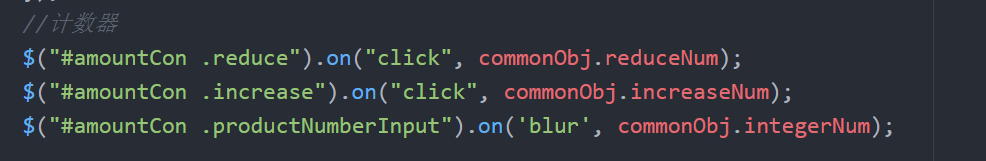 //计数器
$("#amountCon .reduce").on("click", commonObj.reduceNum);
$("#amountCon .increase").on("click", commonObj.increaseNum);
$("#amountCon .productNumberInput").on('blur', commonObj.integerNum);